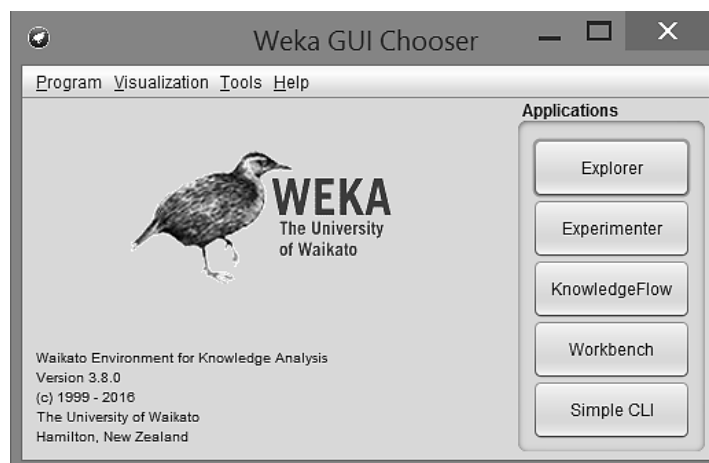 Weka GUI Chooser
Program Visualization Tools Help
Applications
WEKA
The University
of Waikato
Explorer
Experimenter
KnowledgeFlow
Workbench
Simple CLI
Waikato Environment for Knowledge Analysis
Version 3.8.0
(c) 1999 - 2016
The University of Waikato
Hamilton, New Zealand